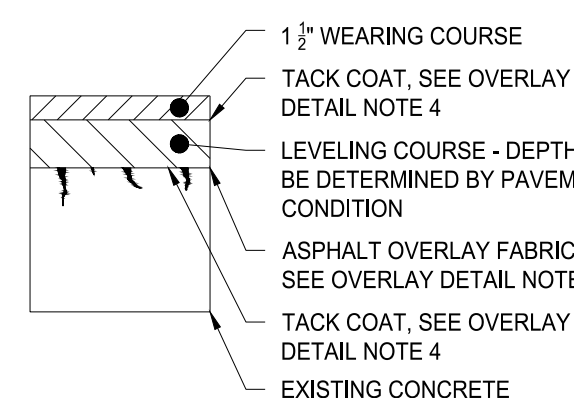 1 1/2" WEARING COURSE
TACK COAT, SEE OVERLAY
DETAIL NOTE 4
LEVELING COURSE - DEPTH
BE DETERMINED BY
CONDITION
ASPHALT OVERLAY FABRIC
SEE OVERLAY DETAIL NOTE
TACK COAT, SEE OVERLAY
DETAIL NOTE 4
EXISTING CONCRETE